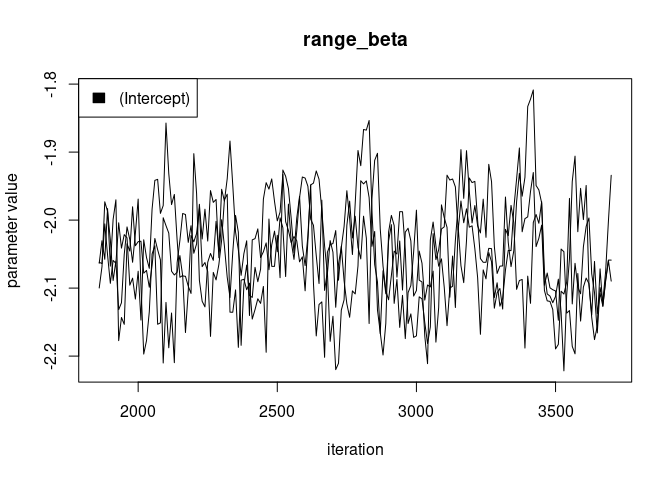 range_beta
(Intercept)
parameter value
-1.8
-1.9
-2.0
-2.1
-2.2
2000
2500
3000
3500
iteration